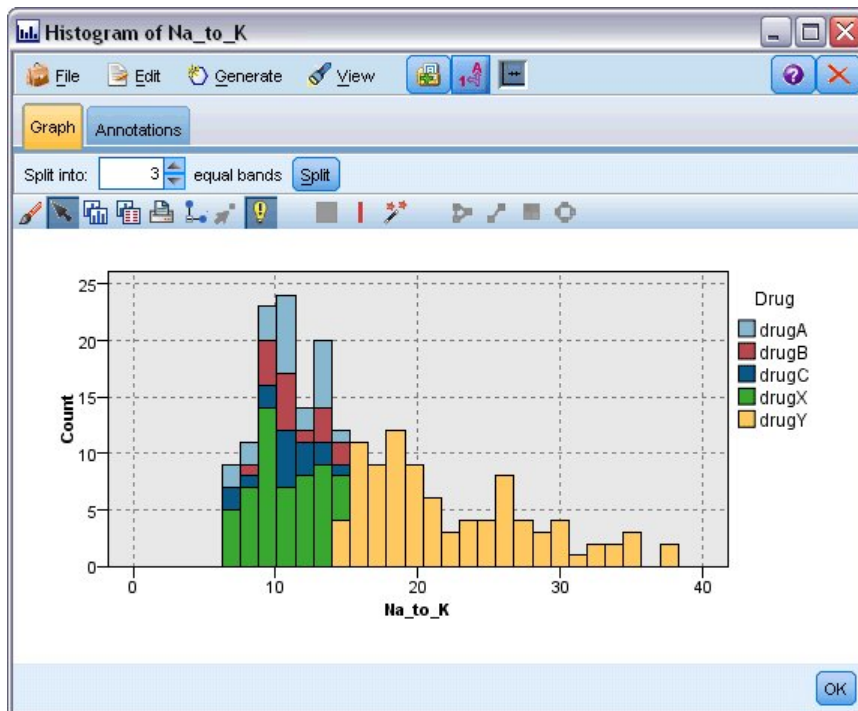 Histogram of Na_to_K
File Edit Generate View
Graph Annotations
Split into: 3 equal bands Split
25
20
15
10
5
0
Count
0 10 20 30 40
Na_to_K
Drug
drugA
drugB
drugC
drugX
drugY
OK